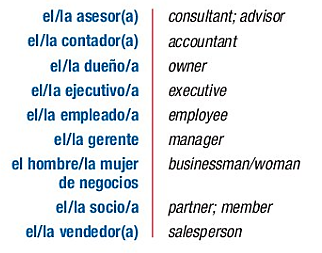 el/la asesor(a) consultant; advisor
el/la contador(a) accountant
el/la dueño/a owner
el/la ejecutivo/a executive
el/la empleado/a employee
el/la gerente manager
el hombre/la mujer businessman/woman
de negocios
el/la socio/a partner; member
el/la vendedor(a) salesperson